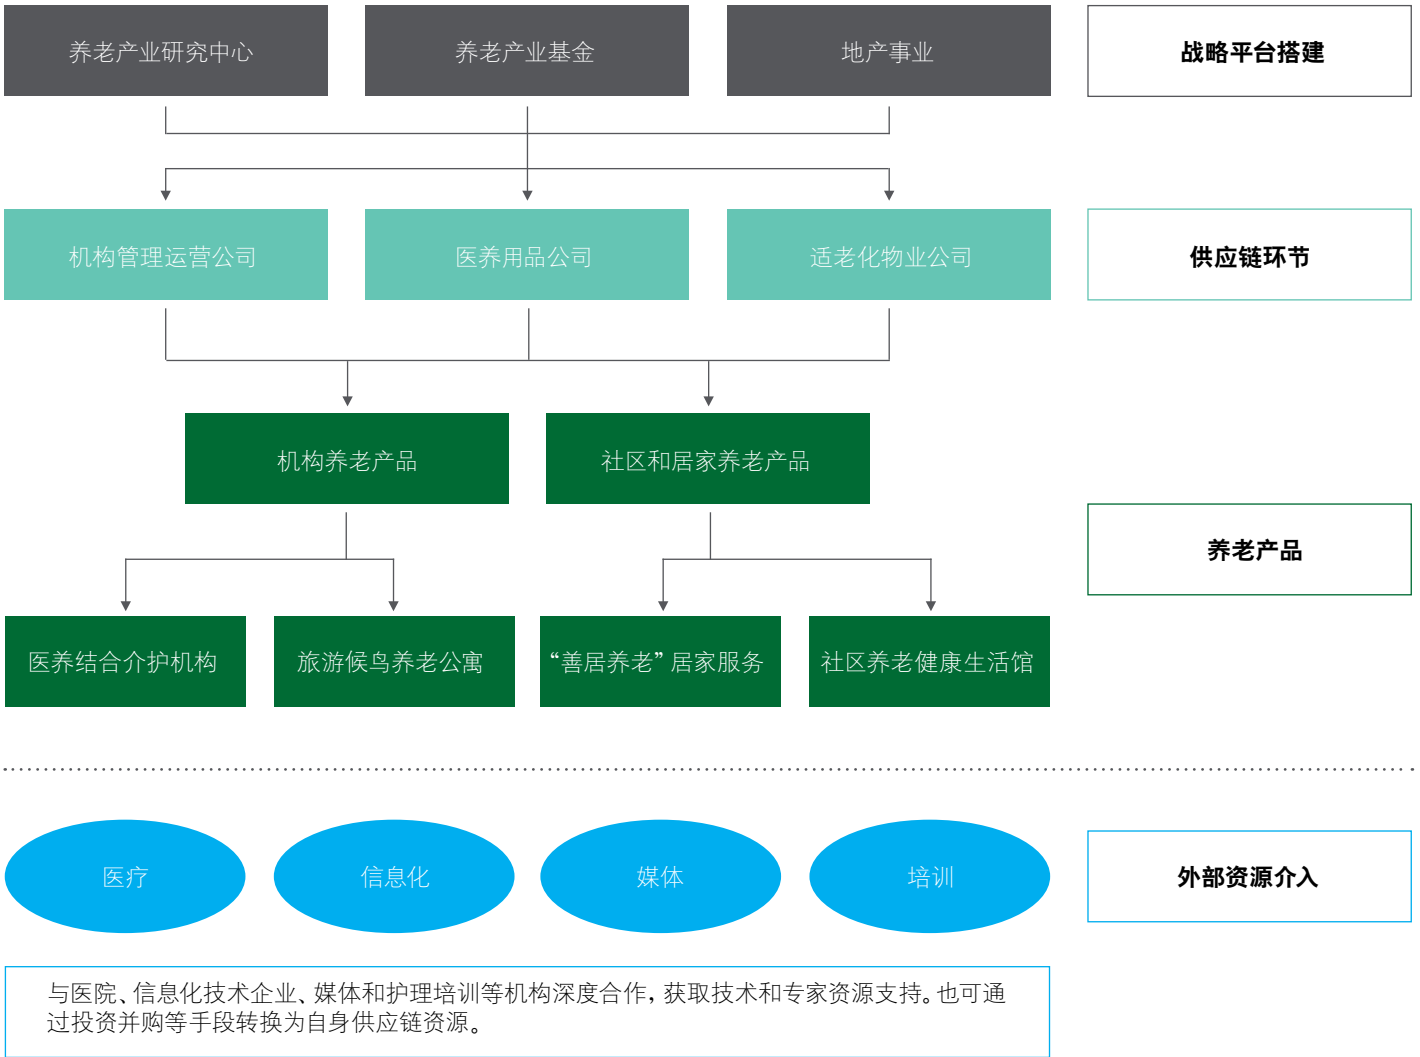 养老产业研究中心
养老产业基金
地产事业
战略平台搭建
机构管理运营公司
医养用品公司
适老化物业公司
供应链环节
机构养老产品
社区和居家养老产品
养老产品
医养结合介护机构
旅游候鸟养老公寓
“善居养老”居家服务
社区养老健康生活馆
医疗
信息化
媒体
培训
外部资源介入
与医院、信息化技术企业、媒体和护理培训等机构深度合作，获取技术和专家资源支持。也可通
过投资并购等手段转换为自身供应链资源。